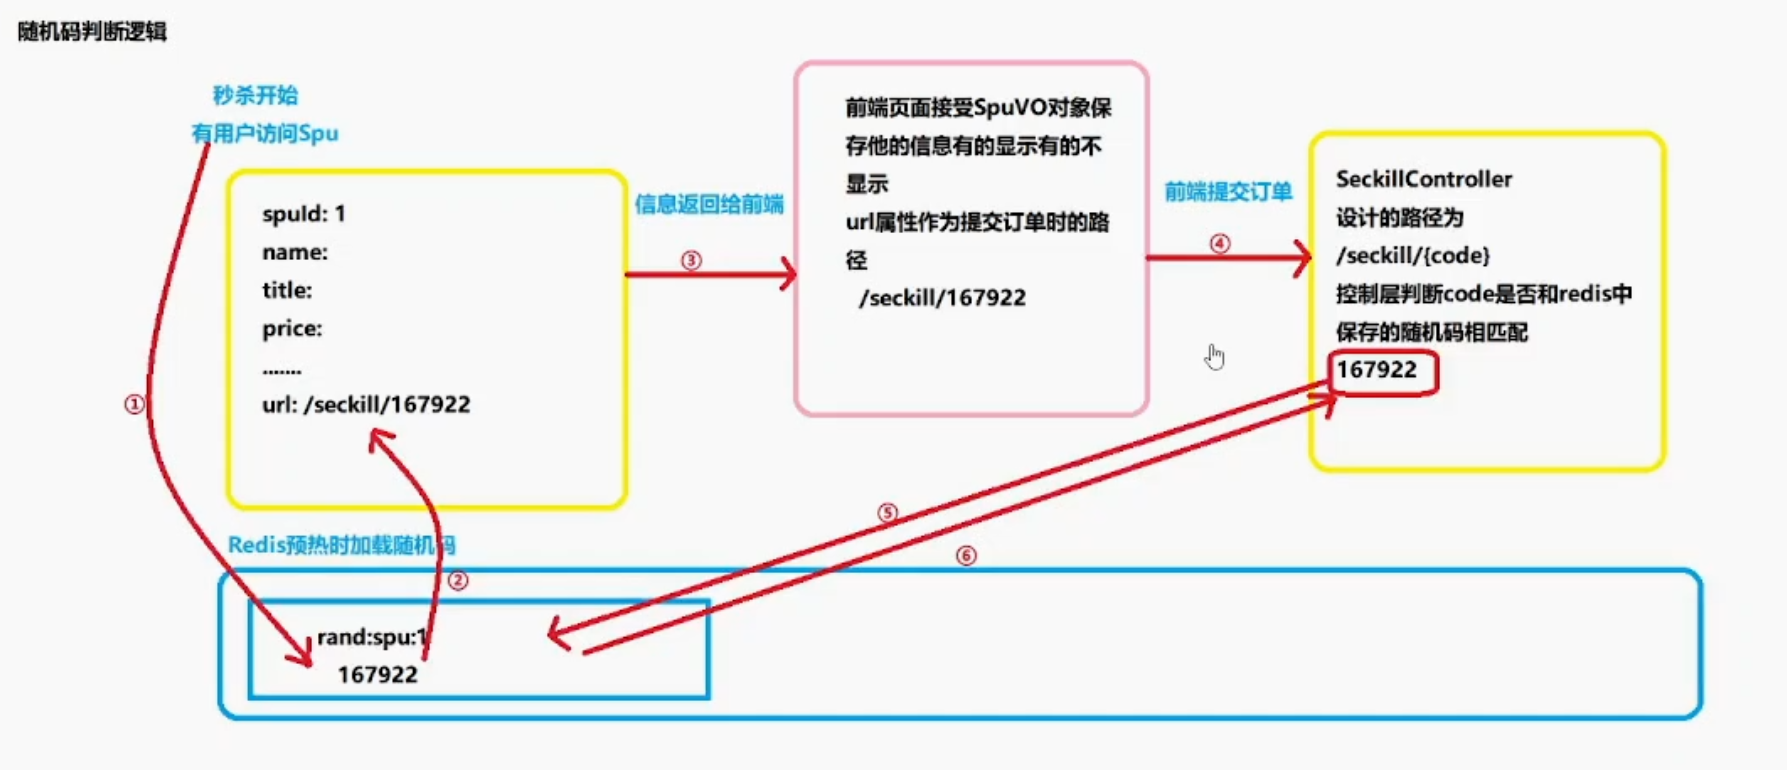 随机码判断逻辑
秒杀开始
有用户访问Spu
spuId: 1
name:
title:
price:
.......
url: /seckill/167922
信息返回给前端
③
前端页面接受SpuVO对象保
存他的信息有的显示有的不
显示
url属性作为提交订单时的路
径
/seckill/167922
前端提交订单
④
SeckillController
设计的路径为
/seckill/{code}
控制层判断code是否和redis中
保存的随机码相匹配
167922
①
⑤
⑥
Redis预热时加载随机码
②
rand:spu:1
167922